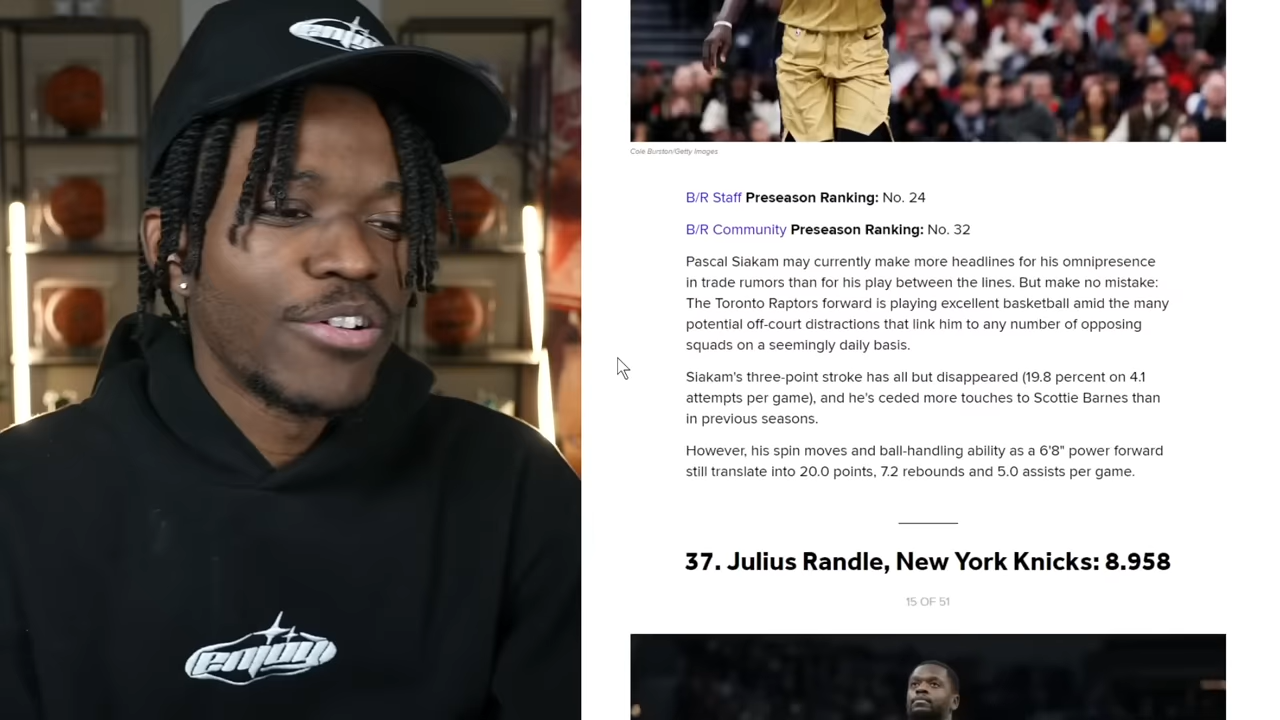 enjoy
Cole Burston/Getty Images
B/R Staff Preseason Ranking: No. 24
B/R Community Preseason Ranking: No. 32
Pascal Siakam may currently make more headlines for his omnipresence
in trade rumors than for his play between the lines. But make no mistake:
The Toronto Raptors forward is playing excellent basketball amid the many
potential off-court distractions that link him to any number of opposing
squads on a seemingly daily basis.
Siakam's three-point stroke has all but disappeared (19.8 percent on 4.1
attempts per game), and he's ceded more touches to Scottie Barnes than
in previous seasons.
However, his spin moves and ball-handling ability as a 6'8" power forward
still translate into 20.0 points, 7.2 rebounds and 5.0 assists per game.
37. Julius Randle, New York Knicks: 8.958
15 OF 51
enjoy